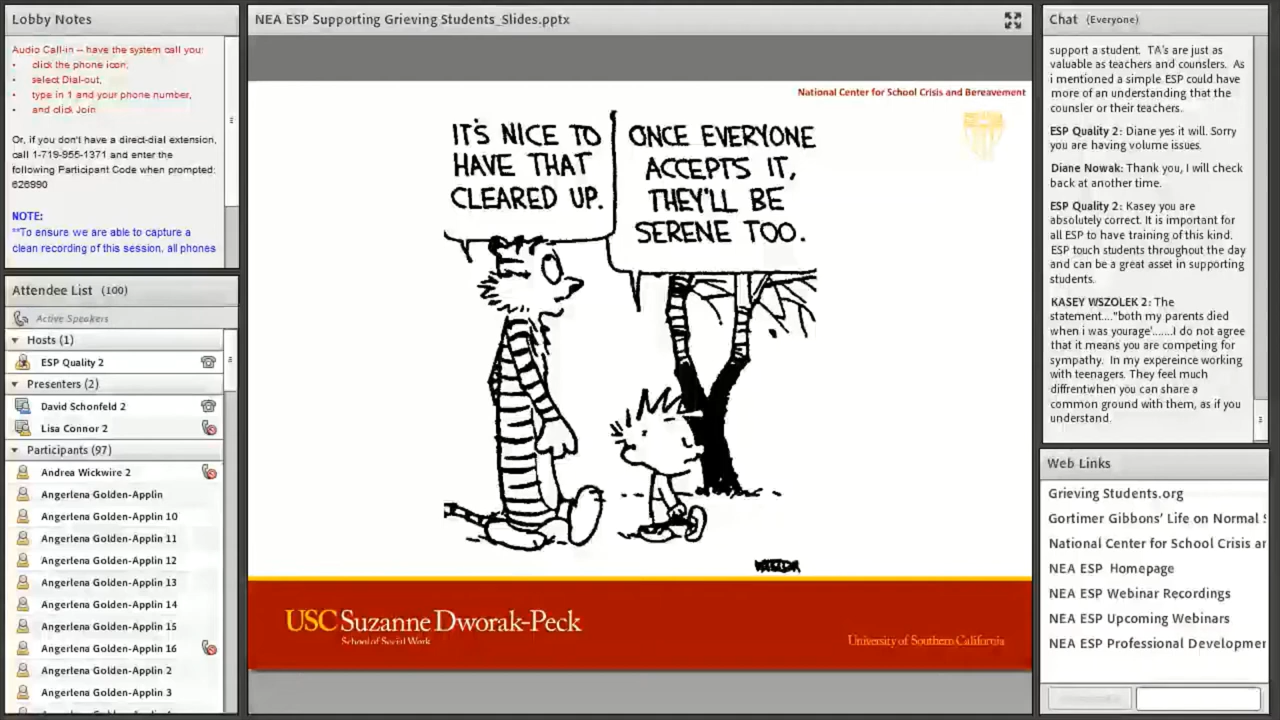 Lobby Notes
Audio Call-in -- have the system call you:
• click the phone icon,
• select Dial-out,
• type in 1 and your phone number,
• and click Join
Or, if you don't have a direct-dial extension,
call 1-719-955-1371 and enter the
following Participant Code when prompted:
626990
NOTE:
**To ensure we are able to capture a
clean recording of this session, all phones
Attendee List (100)
Active Speakers
Hosts (1)
ESP Quality 2
Presenters (2)
David Schonfeld 2
Lisa Connor 2
Participants (97)
Andrea Wickwire 2
Angerlena Golden-Applin
Angerlena Golden-Applin 10
Angerlena Golden-Applin 11
Angerlena Golden-Applin 12
Angerlena Golden-Applin 13
Angerlena Golden-Applin 14
Angerlena Golden-Applin 15
Angerlena Golden-Applin 16
Angerlena Golden-Applin 2
Angerlena Golden-Applin 3
NEA ESP Supporting Grieving Students_Slides.pptx
National Center for School Crisis and Bereavement
IT'S NICE TO
HAVE THAT
CLEARED UP.
ONCE EVERYONE
ACCEPTS IT,
THEY'LL BE
SERENE TOO.
USC Suzanne Dworak-Peck
School of Social Work
University of Southern California
Chat (Everyone)
support a student. TA's are just as
valuable as teachers and counslers. As
i mentioned a simple ESP could have
more of an understanding that the
counsler or their teachers.
ESP Quality 2: Diane yes it will. Sorry
you are having volume issues.
Diane Nowak: Thank you, I will check
back at another time.
ESP Quality 2: Kasey you are
absolutely correct. It is important for
all ESP to have training of this kind.
ESP touch students throughout the day
and can be a great asset in supporting
students.
KASEY WSZOLEK 2: The
statement...."both my parents died
when i was yourage'.......I do not agree
that it means you are competing for
sympathy. In my expereince working
with teenagers. They feel much
diffrentwhen you can share a
common ground with them, as if you
understand.
Web Links
Grieving Students.org
Gortimer Gibbons' Life on Normal S
National Center for School Crisis ar
NEA ESP Homepage
NEA ESP Webinar Recordings
NEA ESP Upcoming Webinars
NEA ESP Professional Developmer